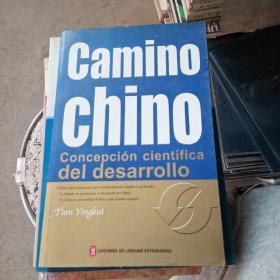 Camino
chino
Concepción científica
del desarrollo
Tian Yingkui
EDICIONES EN LENGUAS EXTRANJERAS